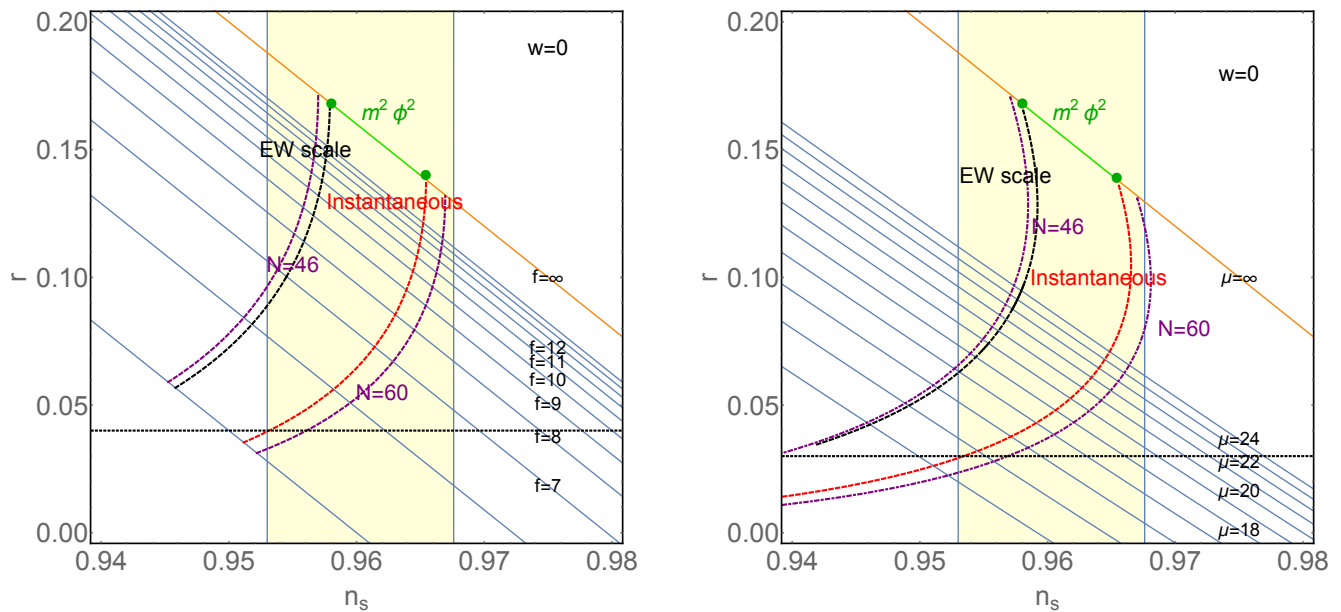 0.20
w=0
m² ϕ²
0.15
EW scale
Instantaneous
N=46
r
0.10
f=∞
f=12
f=11
f=10
N=60
0.05
f=9
f=8
f=7
0.00
0.94
0.95
0.96
0.97
0.98
n_s
0.20
w=0
m² ϕ²
0.15
EW scale
N=46
Instantaneous
r
0.10
μ=∞
N=60
0.05
μ=24
μ=22
μ=20
μ=18
0.00
0.94
0.95
0.96
0.97
0.98
n_s